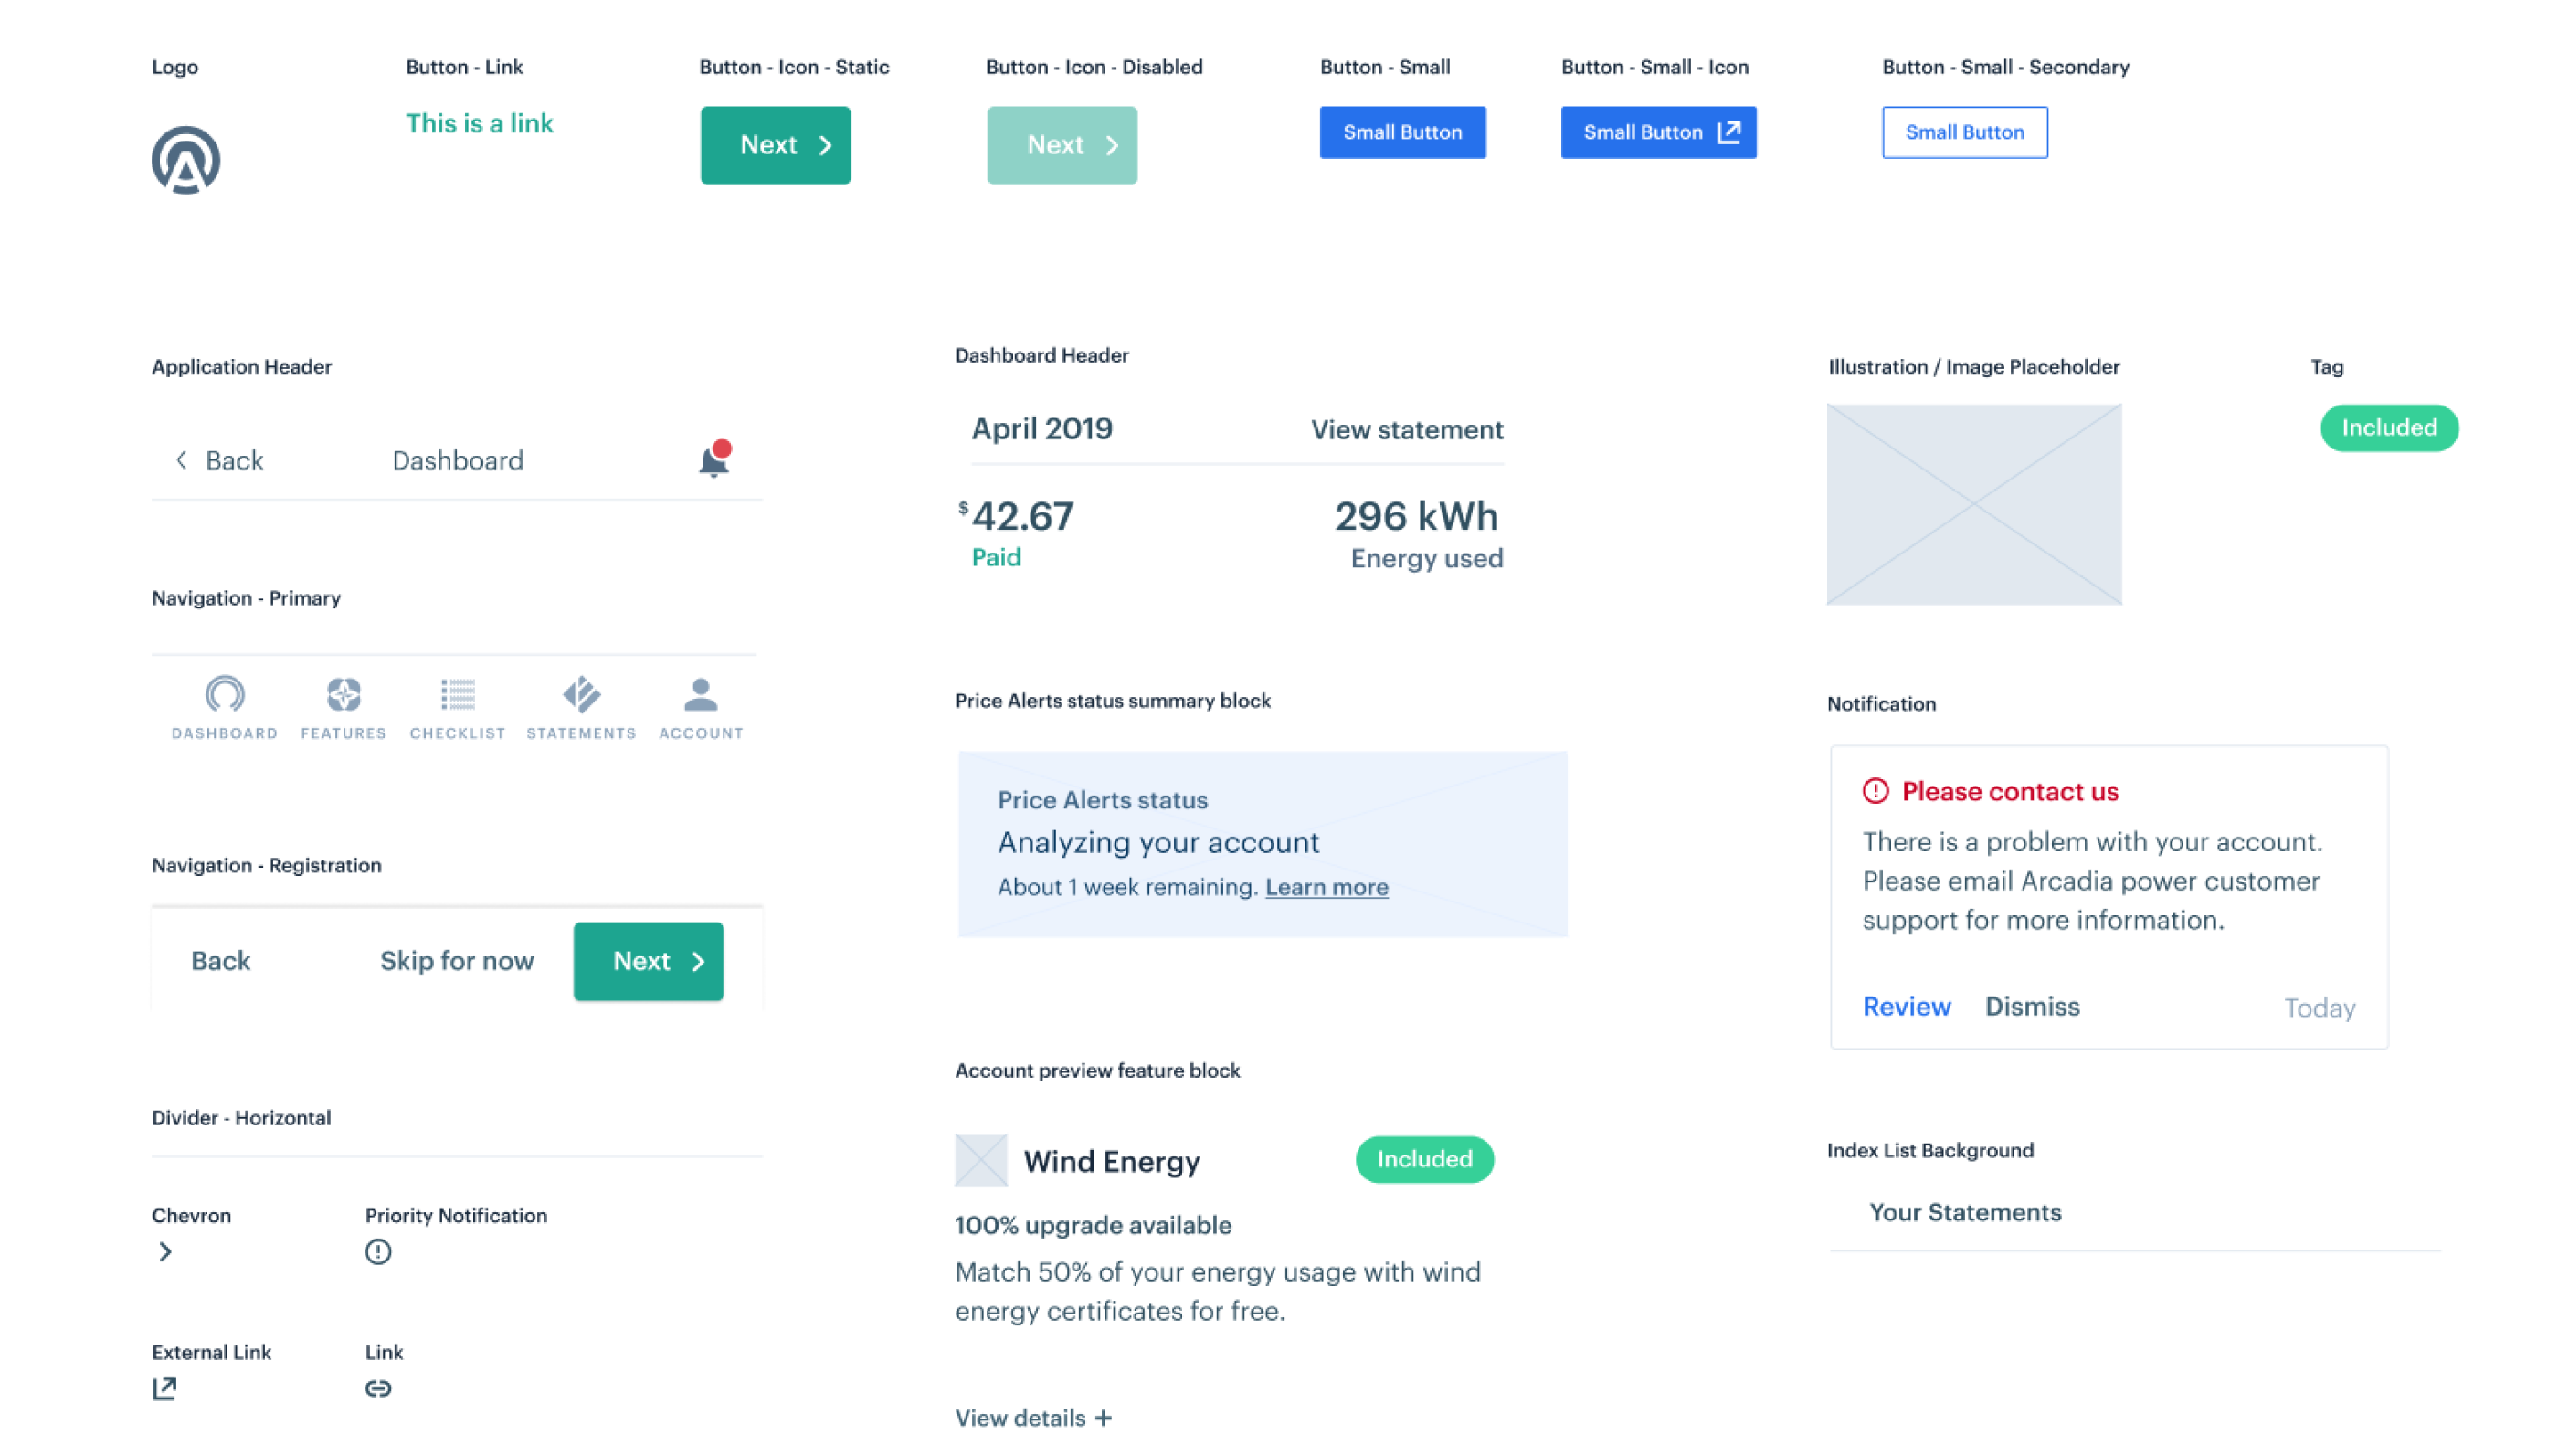 Logo
Button - Link
Button - Icon - Static
Button - Icon - Disabled
Button - Small
Button - Small - Icon
Button - Small - Secondary
This is a link
Next
Next
Small Button
Small Button
Small Button
Application Header
Back
Dashboard
Navigation - Primary
DASHBOARD
FEATURES
CHECKLIST
STATEMENTS
ACCOUNT
Navigation - Registration
Back
Skip for now
Next
Divider - Horizontal
Chevron
Priority Notification
External Link
Link
Dashboard Header
April 2019
View statement
$42.67
296 kWh
Paid
Energy used
Price Alerts status summary block
Price Alerts status
Analyzing your account
About 1 week remaining. Learn more
Account preview feature block
Wind Energy
Included
100% upgrade available
Match 50% of your energy usage with wind
energy certificates for free.
View details +
Illustration / Image Placeholder
Tag
Included
Notification
Please contact us
There is a problem with your account.
Please email Arcadia power customer
support for more information.
Review
Dismiss
Today
Index List Background
Your Statements